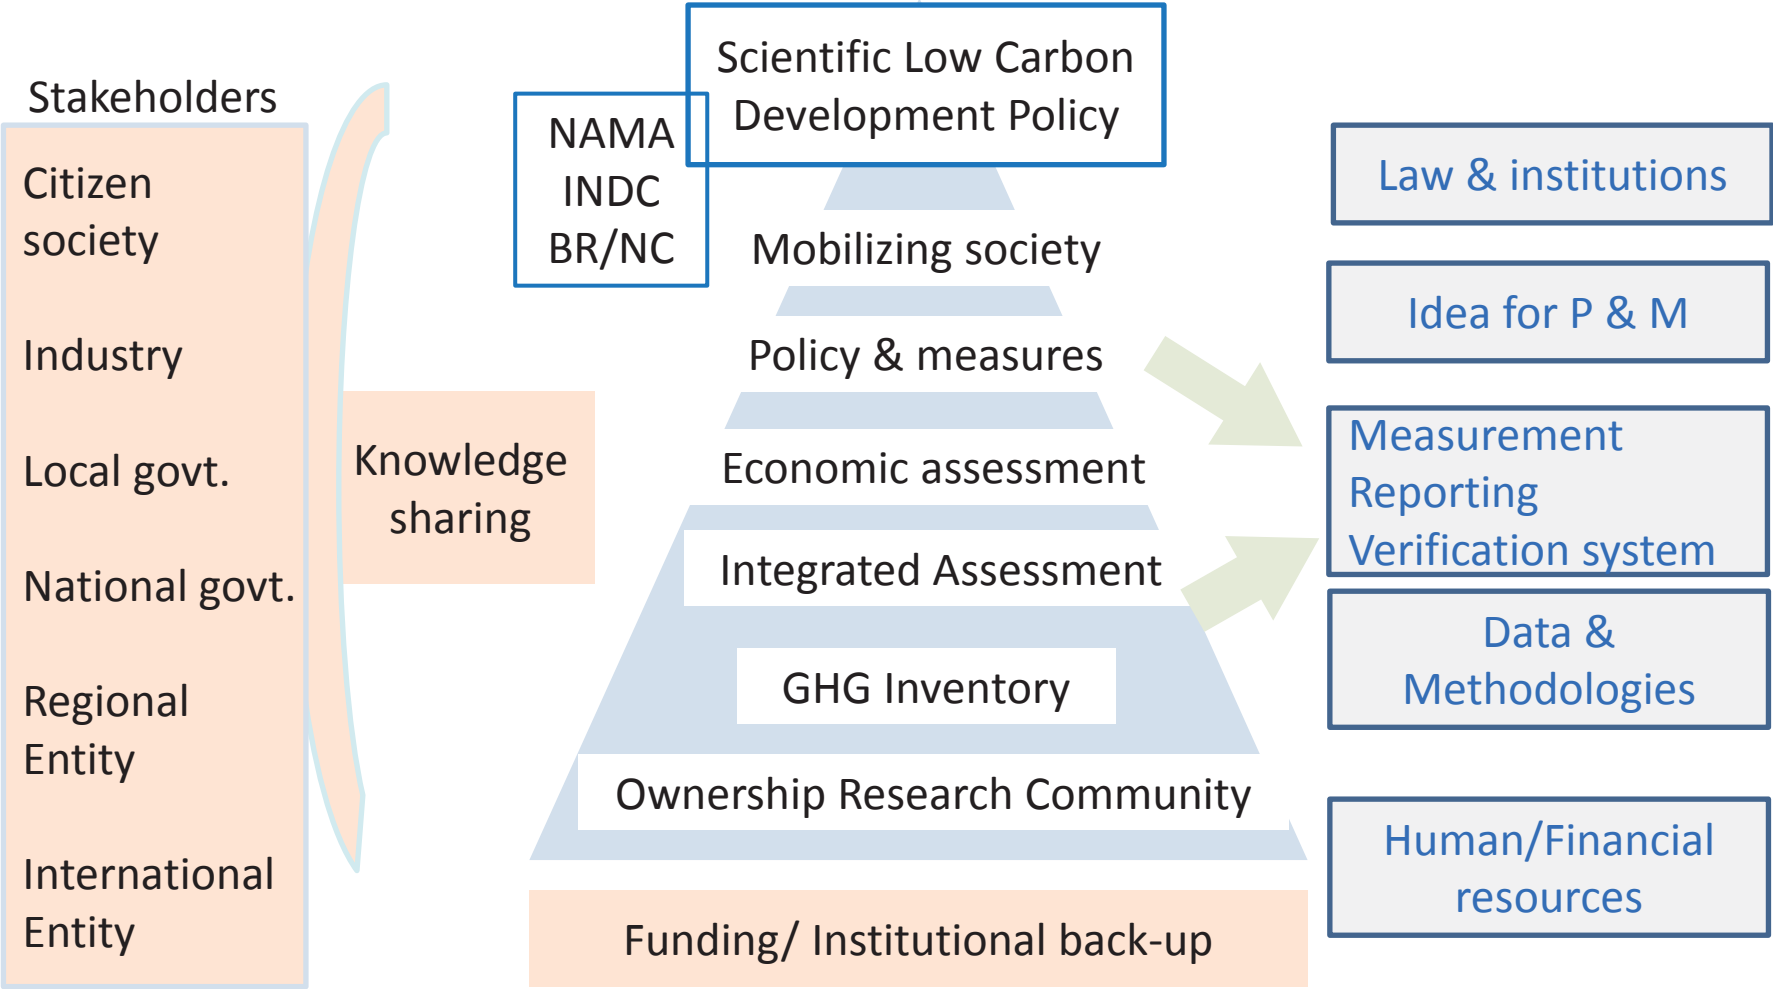 Stakeholders
Citizen
society
Industry
Local govt.
National govt.
Regional
Entity
International
Entity
Knowledge
sharing
NAMA
INDC
BR/NC
Scientific Low Carbon
Development Policy
Mobilizing society
Policy & measures
Economic assessment
Integrated Assessment
GHG Inventory
Ownership Research Community
Funding/ Institutional back-up
Law & institutions
Idea for P & M
Measurement
Reporting
Verification system
Data &
Methodologies
Human/Financial
resources